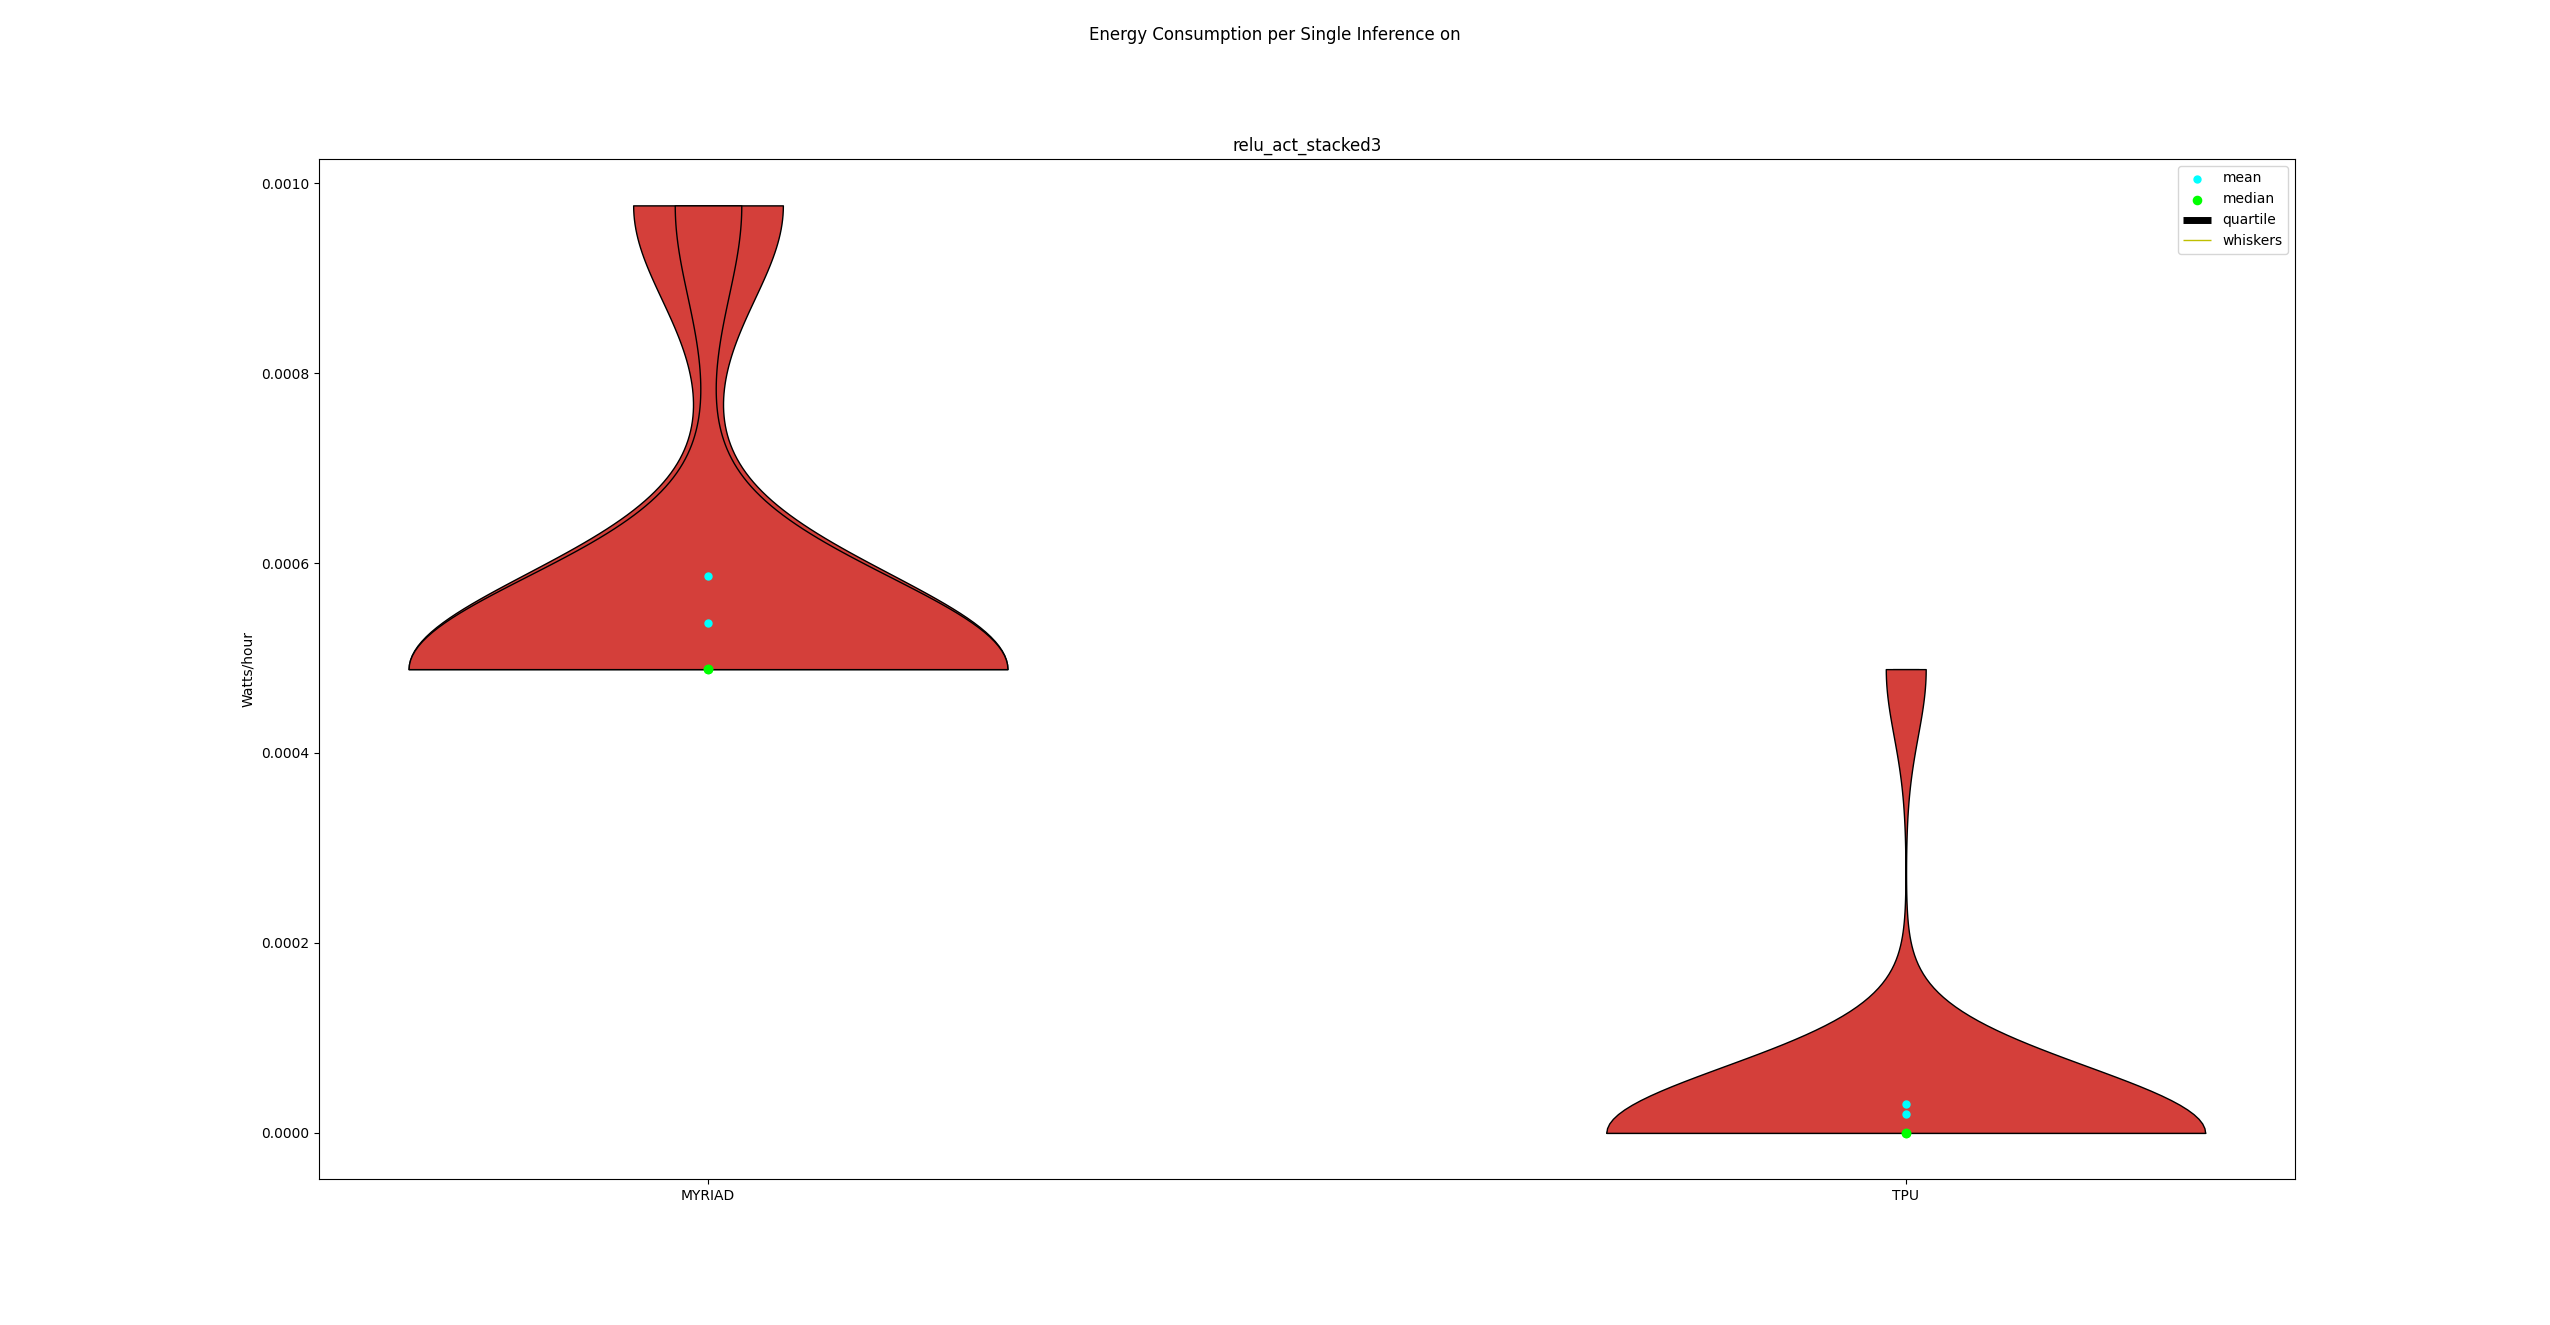 Energy Consumption per Single Inference on
relu_act_stacked3
mean
median
quartile
whiskers
0.0010
0.0008
0.0006
0.0004
0.0002
0.0000
Watts/hour
MYRIAD
TPU